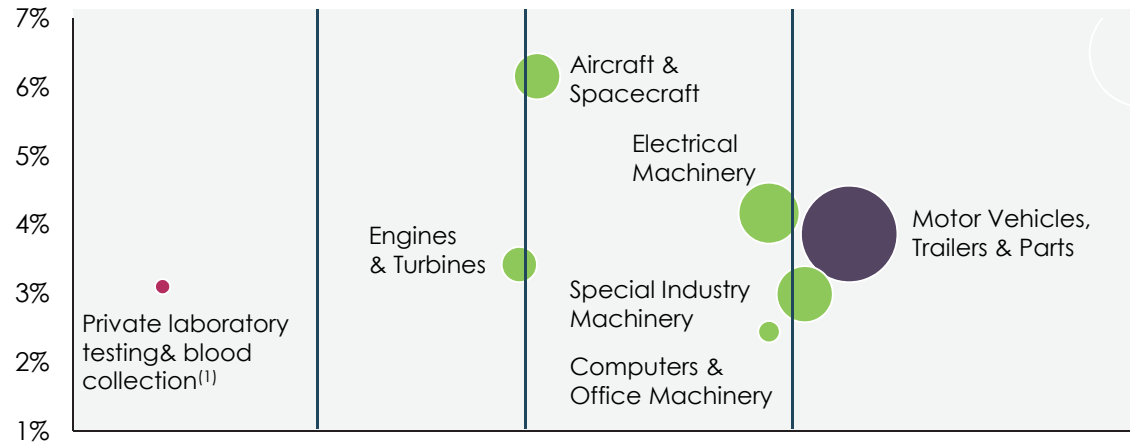 7%
6%
5%
4%
3%
2%
1%
Aircraft &
Spacecraft
Electrical
Machinery
Engines
& Turbines
Motor Vehicles,
Trailers & Parts
Special Industry
Machinery
Private laboratory
testing& blood
collection(1)
Computers &
Office Machinery